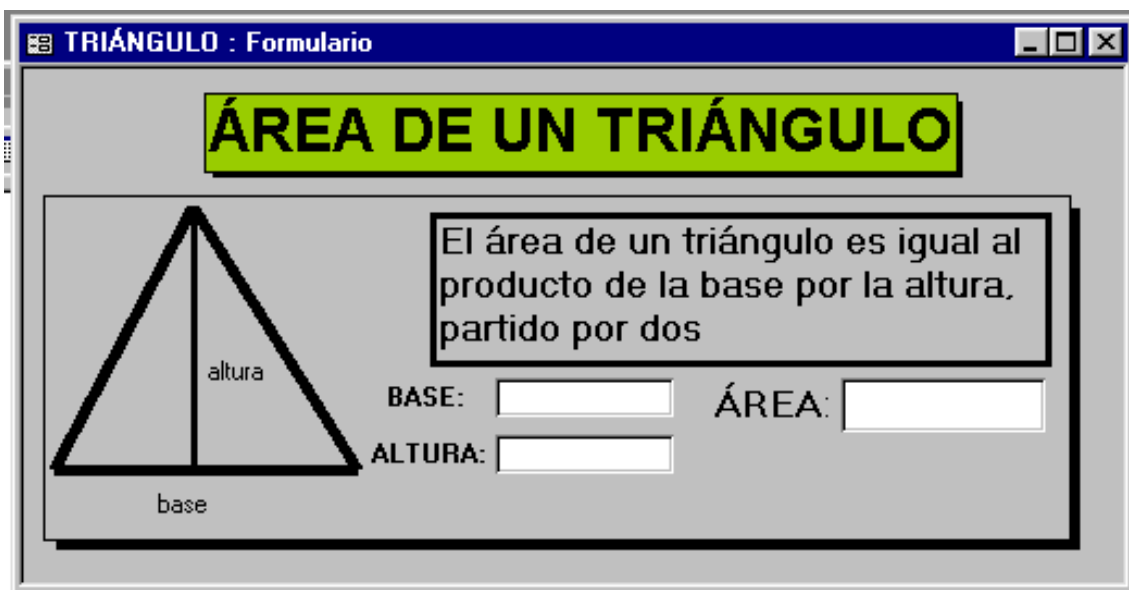 TRIÁNGULO : Formulario
ÁREA DE UN TRIÁNGULO
El área de un triángulo es igual al
producto de la base por la altura,
partido por dos
altura
BASE:
ÁREA:
ALTURA:
base